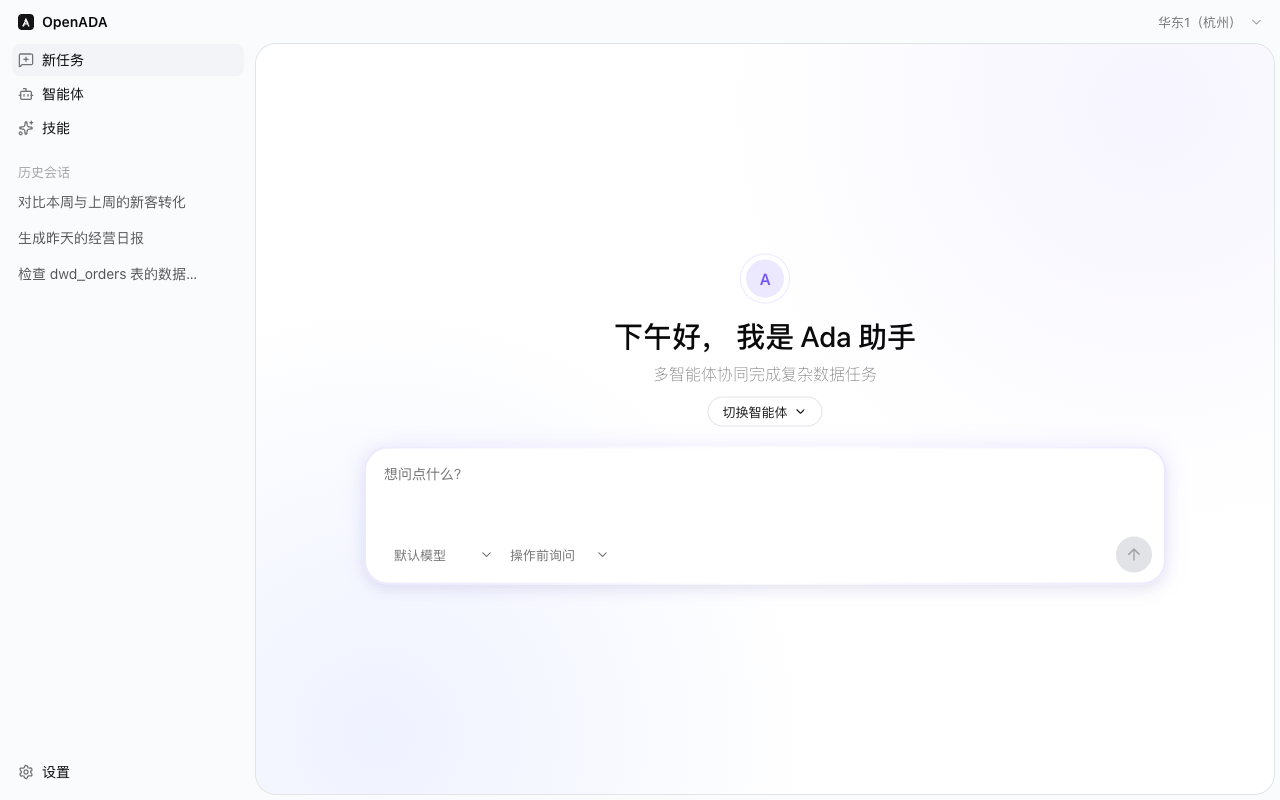 OpenADA
华东1（杭州）
新任务
智能体
技能
历史会话
对比本周与上周的新客转化
生成昨天的经营日报
检查 dwd_orders 表的数据...
设置
A
下午好， 我是 Ada 助手
多智能体协同完成复杂数据任务
切换智能体
想问点什么?
默认模型
操作前询问